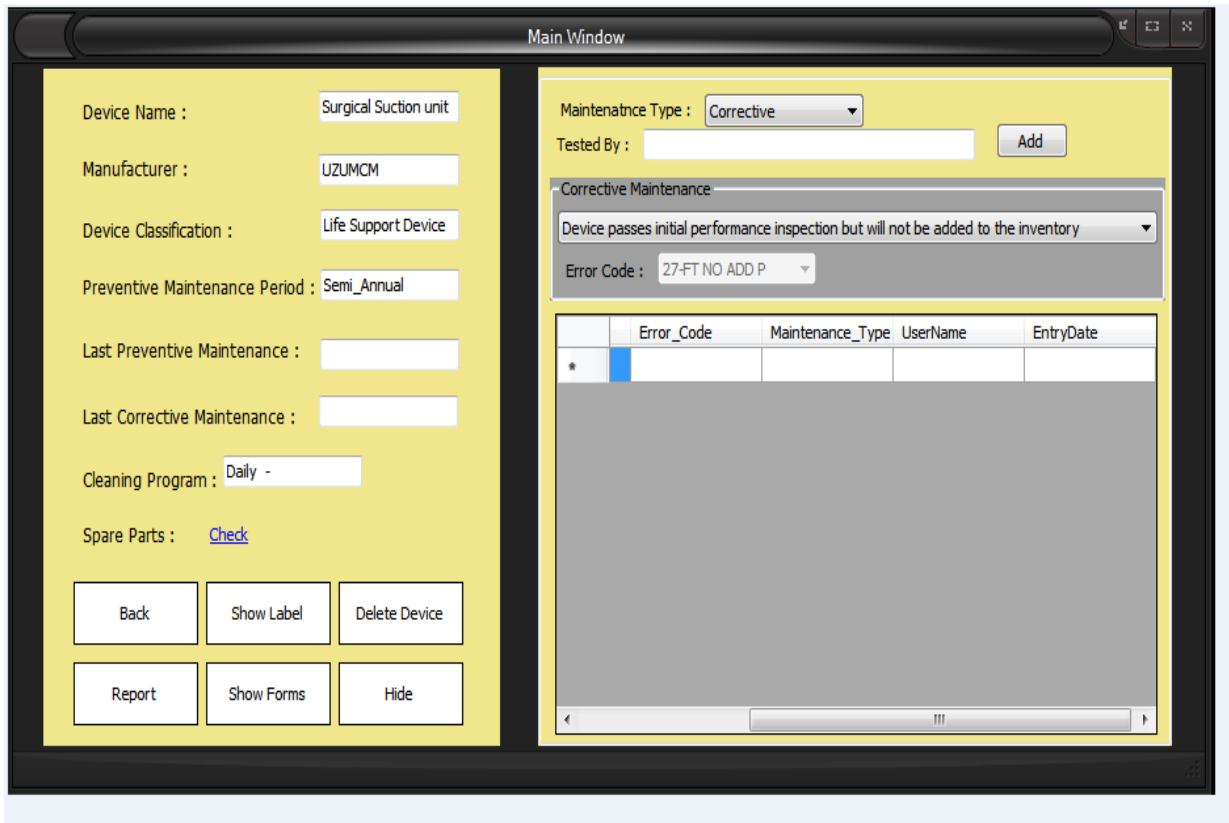 Main Window
Device Name : Surgical Suction unit
Manufacturer : UZUMCM
Device Classification : Life Support Device
Preventive Maintenance Period : Semi_Annual
Last Preventive Maintenance :
Last Corrective Maintenance :
Cleaning Program : Daily -
Spare Parts : Check
Back Show Label Delete Device
Report Show Forms Hide
Maintenatnce Type : Corrective
Tested By : Add
Corrective Maintenance
Device passes initial performance inspection but will not be added to the inventory
Error Code : 27-FT NO ADD P
Error_Code Maintenance_Type UserName EntryDate
*